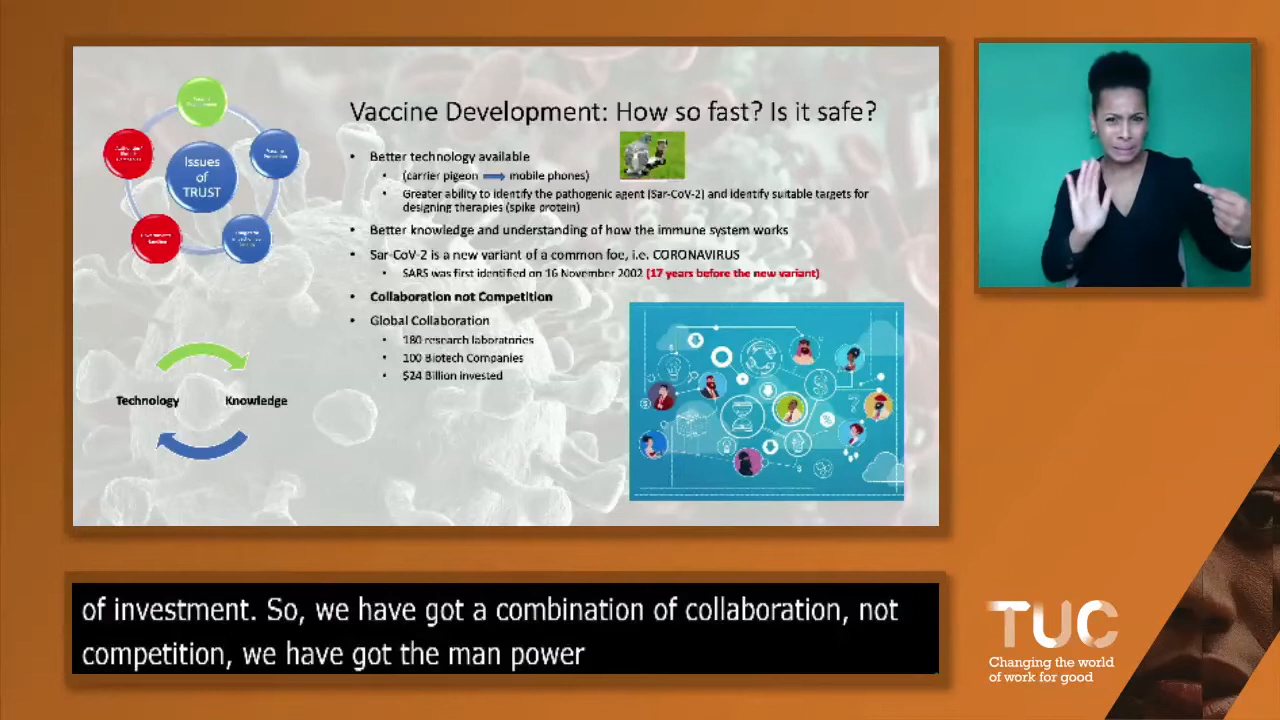 Vaccine Development: How so fast? Is it safe?
Issues
of
TRUST
• Better technology available
• (carrier pigeon mobile phones)
• Greater ability to identify the pathogenic agent (Sar-CoV-2) and identify suitable targets for
designing therapies (spike protein)
• Better knowledge and understanding of how the immune system works
• Sar-CoV-2 is a new variant of a common foe, i.e. CORONAVIRUS
• SARS was first identified on 16 November 2002 (17 years before the new variant)
• Collaboration not Competition
• Global Collaboration
• 180 research laboratories
• 100 Biotech Companies
• $24 Billion invested
Technology Knowledge
of investment. So, we have got a combination of collaboration, not
competition, we have got the man power
TUC
Changing the world
of work for good